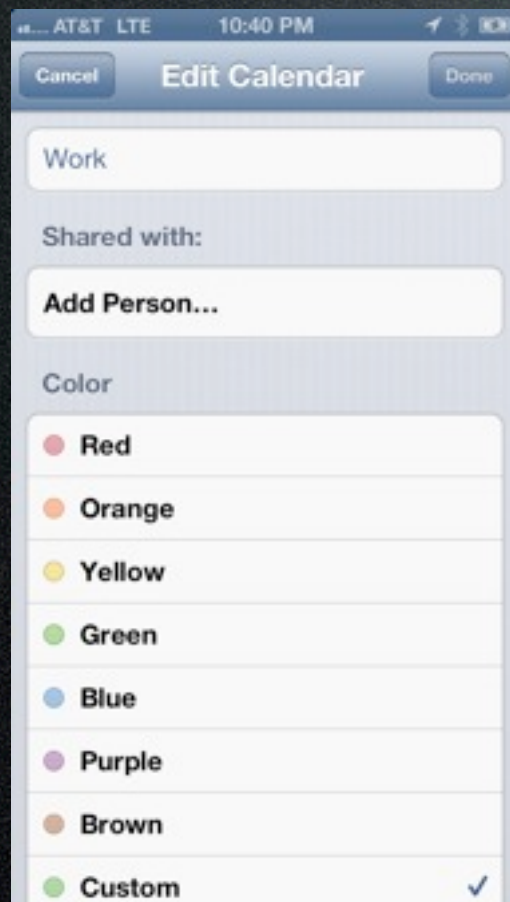 AT&T LTE 10:40 PM
Cancel Edit Calendar Done
Work
Shared with:
Add Person...
Color
Red
Orange
Yellow
Green
Blue
Purple
Brown
Custom